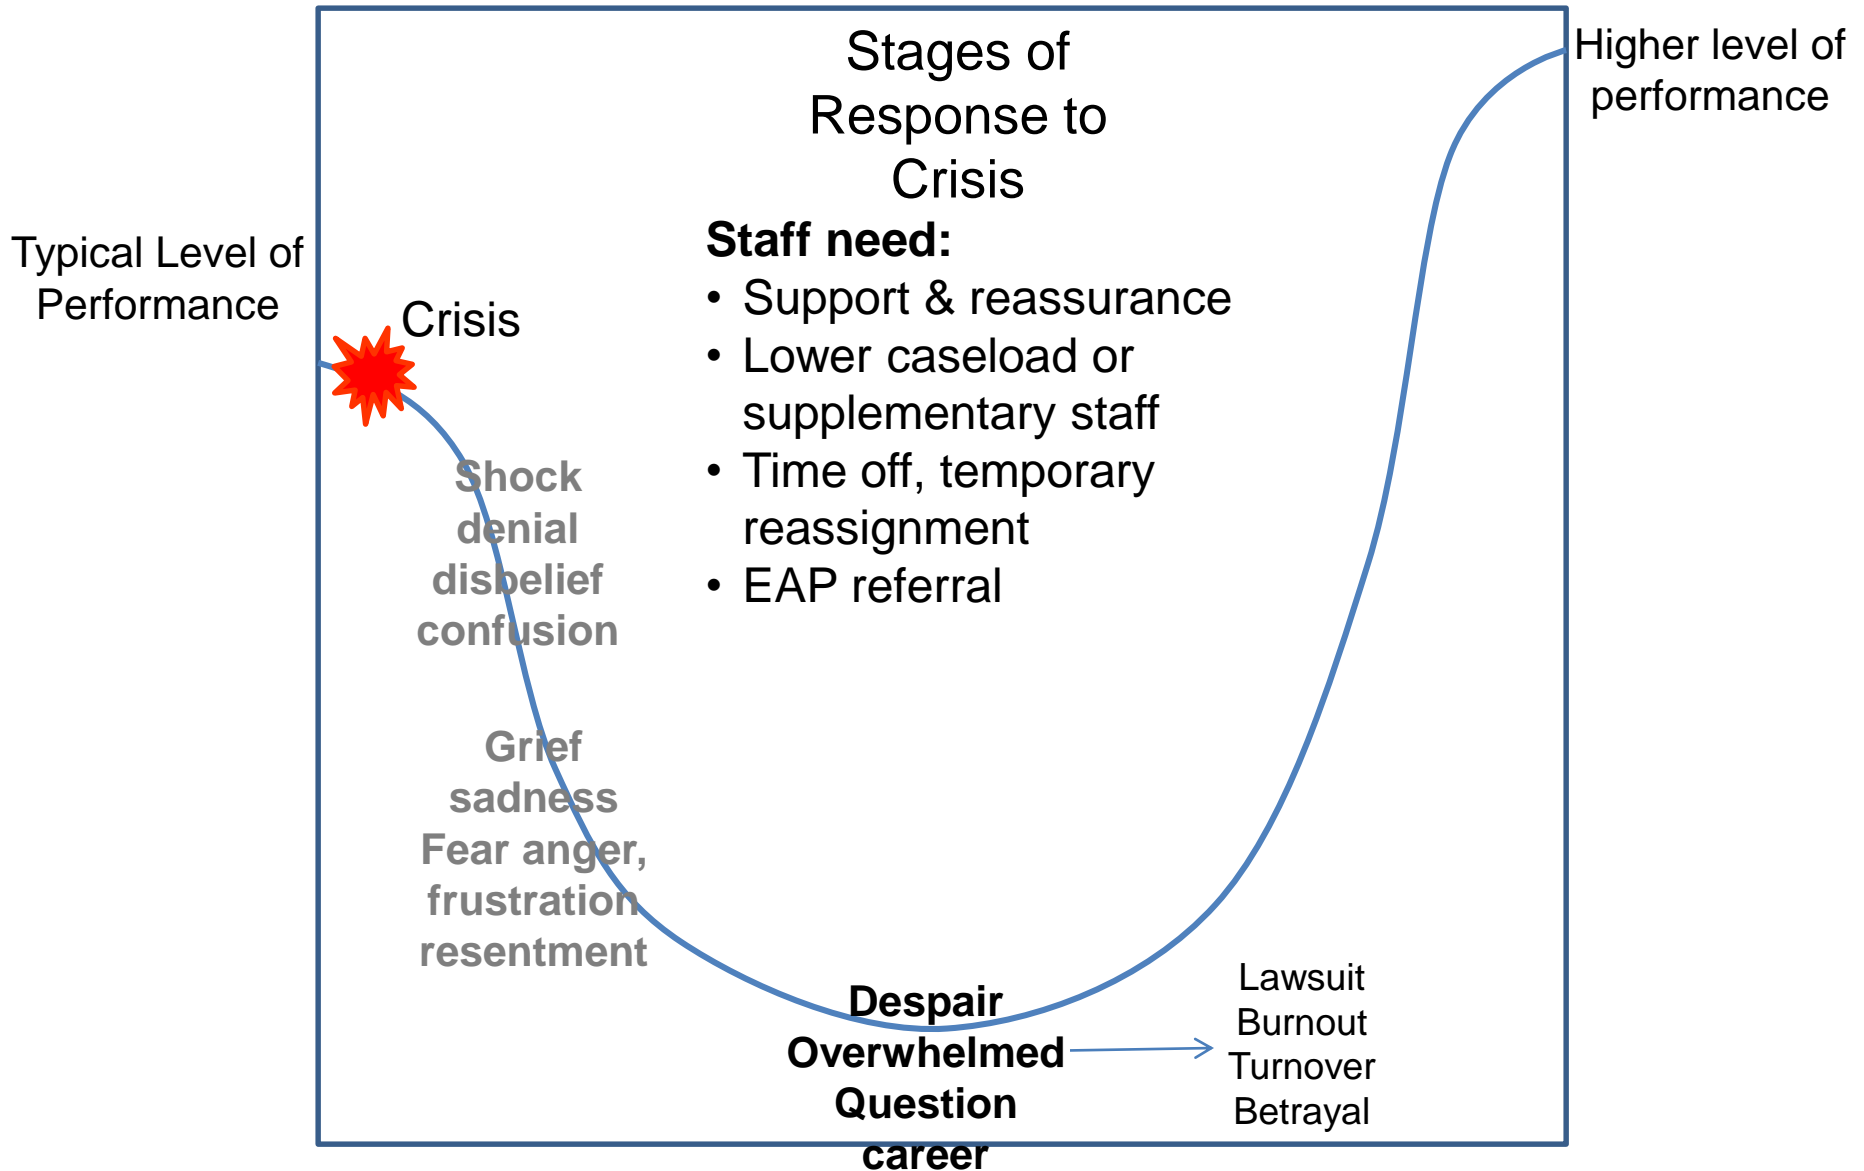 Stages of
Response to
Crisis
Higher level of
performance
Typical Level of
Performance
Crisis
Staff need:
• Support & reassurance
• Lower caseload or
supplementary staff
• Time off, temporary
reassignment
• EAP referral
Shock
denial
disbelief
confusion
Grief
sadness
Fear anger,
frustration
resentment
Despair
Overwhelmed
Question
career
Lawsuit
Burnout
Turnover
Betrayal